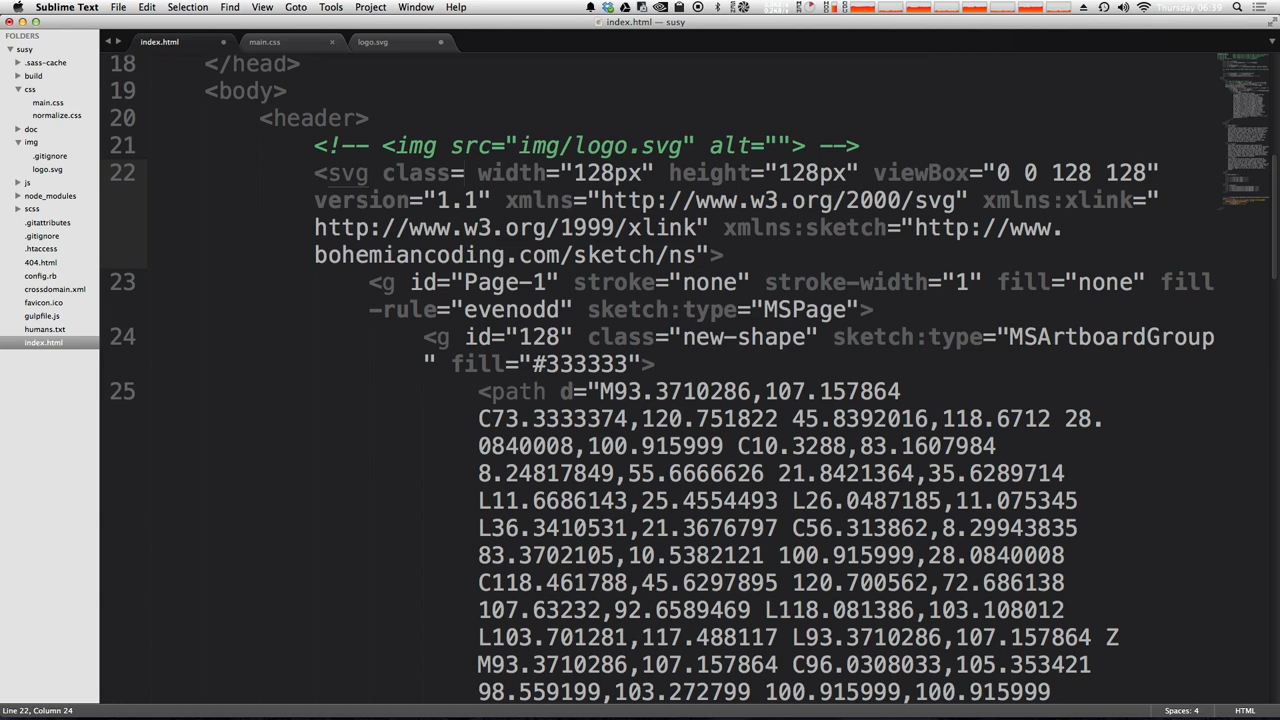 Sublime Text File Edit Selection Find View Goto Tools Project Window Help Thursday 06:39
index.html — susy
FOLDERS
susy
.sass-cache
build
css
main.css
normalize.css
doc
img
.gitignore
logo.svg
js
node_modules
scss
.gitattributes
.gitignore
.htaccess
404.html
config.rb
crossdomain.xml
favicon.ico
gulpfile.js
humans.txt
index.html
index.html main.css × logo.svg
18 </head>
19 <body>
20 <header>
21 <!-- <img src="img/logo.svg" alt=""> -->
22 <svg class= width="128px" height="128px" viewBox="0 0 128 128"
version="1.1" xmlns="http://www.w3.org/2000/svg" xmlns:xlink="
http://www.w3.org/1999/xlink" xmlns:sketch="http://www.
bohemiancoding.com/sketch/ns">
23 <g id="Page-1" stroke="none" stroke-width="1" fill="none" fill
-rule="evenodd" sketch:type="MSPage">
24 <g id="128" class="new-shape" sketch:type="MSArtboardGroup
" fill="#333333">
25 <path d="M93.3710286,107.157864
C73.3333374,120.751822 45.8392016,118.6712 28.
0840008,100.915999 C10.3288,83.1607984
8.24817849,55.6666626 21.8421364,35.6289714
L11.6686143,25.4554493 L26.0487185,11.075345
L36.3410531,21.3676797 C56.313862,8.29943835
83.3702105,10.5382121 100.915999,28.0840008
C118.461788,45.6297895 120.700562,72.686138
107.63232,92.6589469 L118.081386,103.108012
L103.701281,117.488117 L93.3710286,107.157864 Z
M93.3710286,107.157864 C96.0308033,105.353421
98.559199,103.272799 100.915999,100.915999
Line 22, Column 24 Spaces: 4 HTML